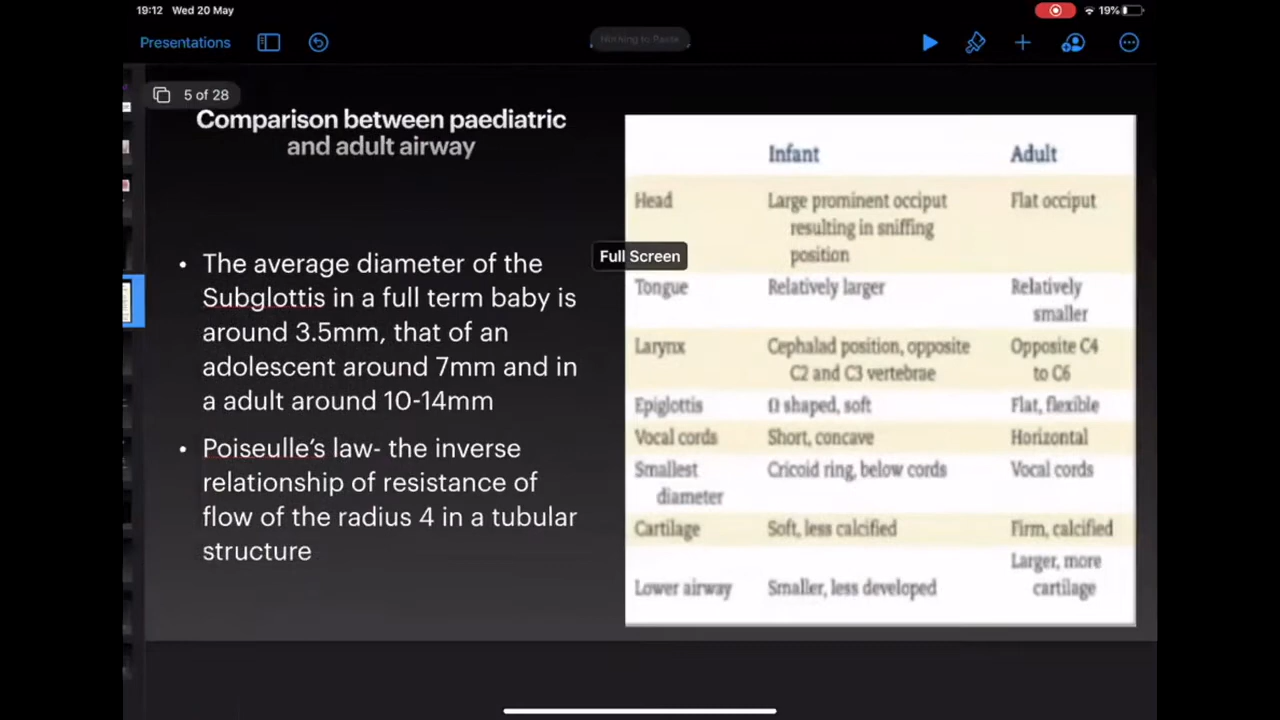 19:12 Wed 20 May
19%
Presentations
Nothing to Paste
5 of 28
Comparison between paediatric
and adult airway
• The average diameter of the
Subglottis in a full term baby is
around 3.5mm, that of an
adolescent around 7mm and in
a adult around 10-14mm
• Poiseulle's law- the inverse
relationship of resistance of
flow of the radius 4 in a tubular
structure
Full Screen
Infant Adult
Head Large prominent occiput Flat occiput
resulting in sniffing
position
Tongue Relatively larger Relatively
smaller
Larynx Cephalad position, opposite Opposite C4
C2 and C3 vertebrae to C6
Epiglottis Ω shaped, soft Flat, flexible
Vocal cords Short, concave Horizontal
Smallest Cricoid ring, below cords Vocal cords
diameter
Cartilage Soft, less calcified Firm, calcified
Larger, more
Lower airway Smaller, less developed cartilage